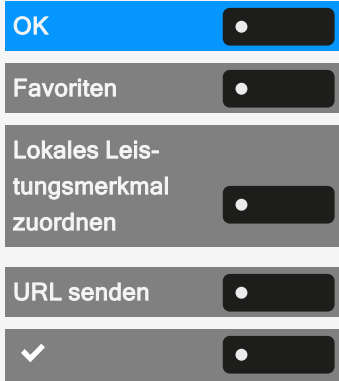 OK
Favoriten
Lokales Leis-
tungsmerkmal
zuordnen
URL senden